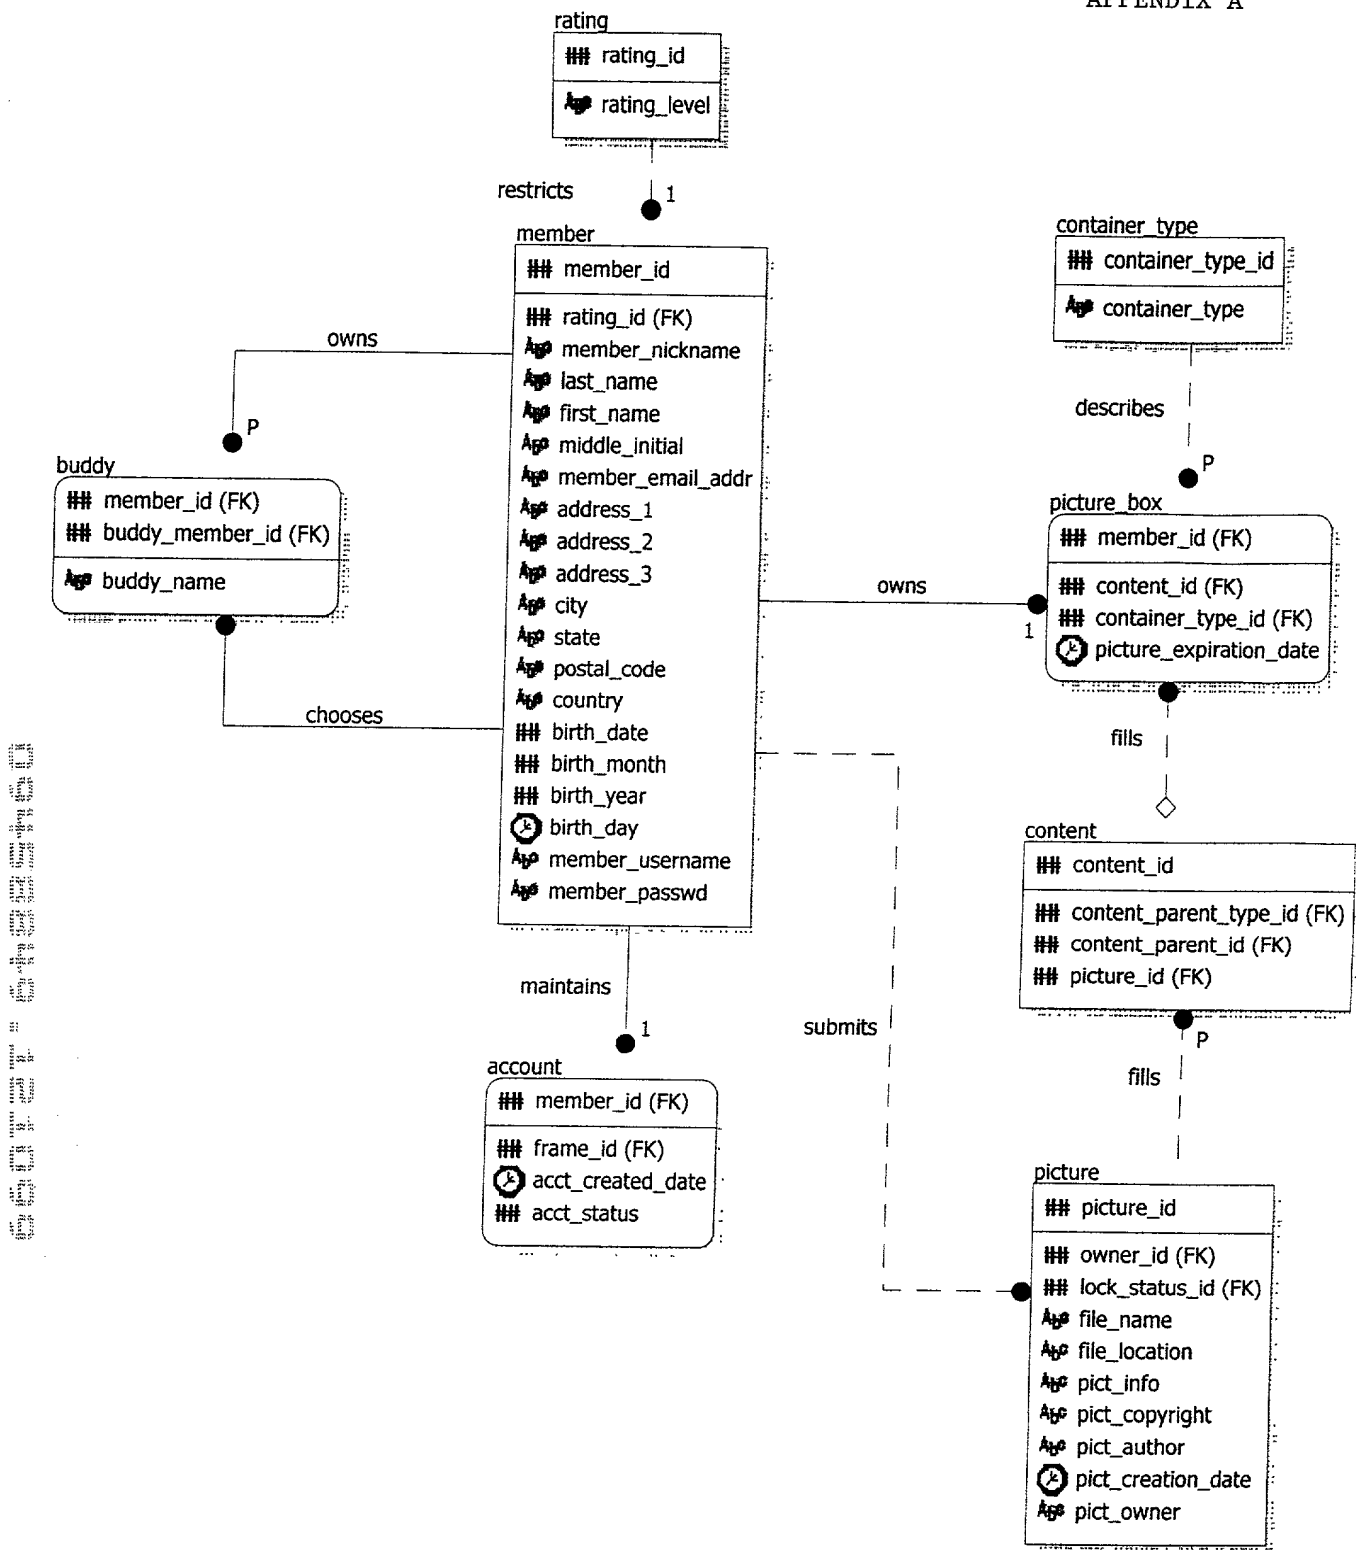 APPENDIX A
rating
rating_id
rating_level
restricts
1
member
member_id
rating_id (FK)
member_nickname
last_name
first_name
middle_initial
member_email_addr
address_1
address_2
address_3
city
state
postal_code
country
birth_date
birth_month
birth_year
birth_day
member_username
member_passwd
owns
P
buddy
member_id (FK)
buddy_member_id (FK)
buddy_name
chooses
container_type
container_type_id
container_type
describes
P
picture_box
member_id (FK)
content_id (FK)
container_type_id (FK)
picture_expiration_date
owns
1
fills
content
content_id
content_parent_type_id (FK)
content_parent_id (FK)
picture_id (FK)
P
fills
submits
maintains
1
account
member_id (FK)
frame_id (FK)
acct_created_date
acct_status
picture
picture_id
owner_id (FK)
lock_status_id (FK)
file_name
file_location
pict_info
pict_copyright
pict_author
pict_creation_date
pict_owner